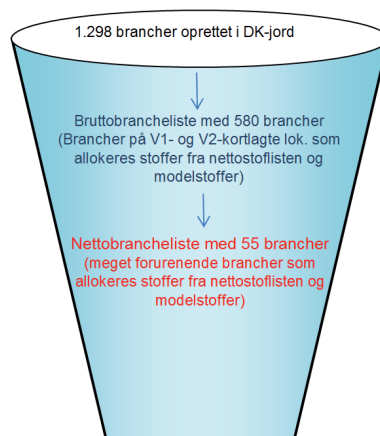 1.298 brancher oprettet i DK-jord
Bruttobrancheliste med 580 brancher
(Brancher på V1- og V2-kortlagte lok. som
allokeres stoffer fra nettostoflisten og
modelstoffer)
Nettobrancheliste med 55 brancher
(meget forurenende brancher som
allokeres stoffer fra nettostoflisten og
modelstoffer)